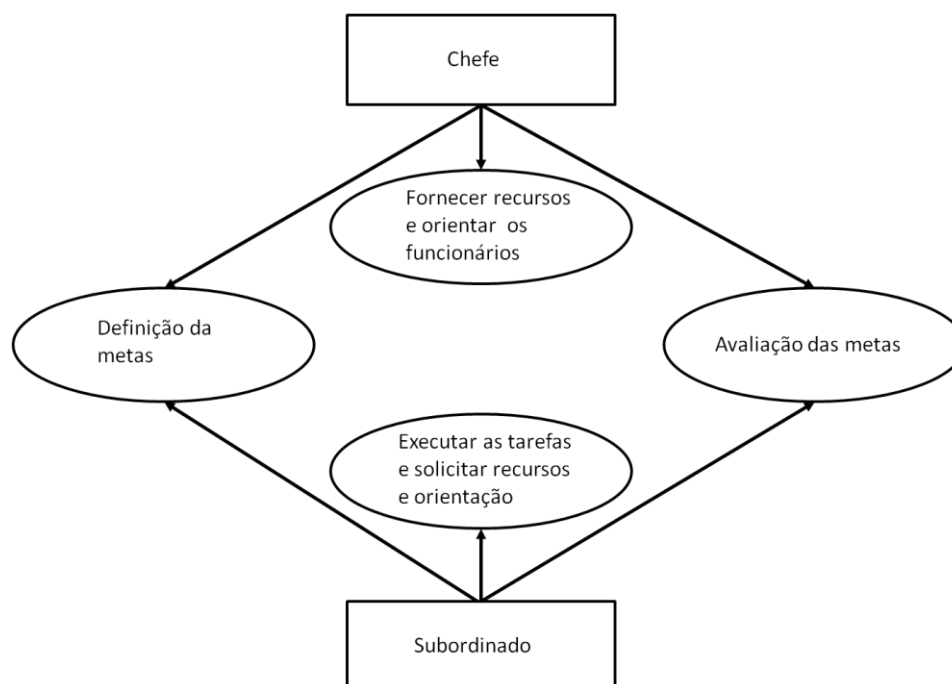 Chefe
Fornecer recursos
e orientar os
funcionários
Definição da
metas
Avaliação das metas
Executar as tarefas
e solicitar recursos
e orientação
Subordinado